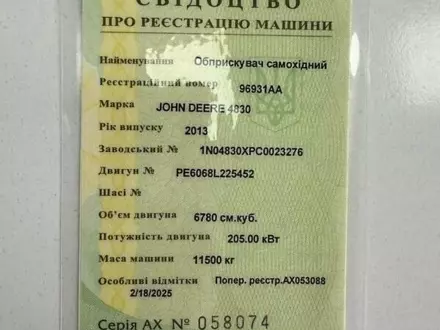 СВІДОЦТВО
ПРО РЕЄСТРАЦІЮ МАШИНИ
Найменування Обприскувач самохідний
Реєстраційний номер 96931АА
Марка JOHN DEERE 4830
Рік випуску 2013
Заводський № 1N04830XPC0023276
Двигун № PE6068L225452
Шасі №
Об'єм двигуна 6780 см.куб.
Потужність двигуна 205.00 кВт
Маса машини 11500 кг
Особливі відмітки Попер. реєстр.АХ053088
2/18/2025
Серія АХ № 058074